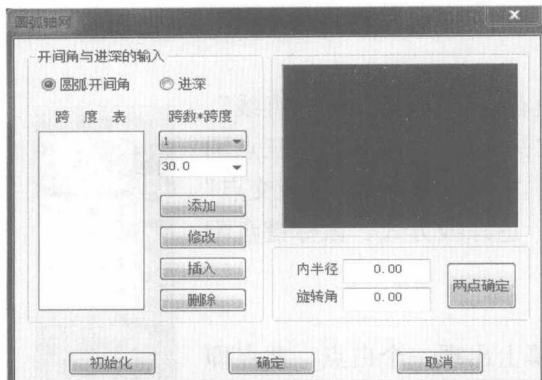 圆弧轴网
开间角与进深的输入
圆弧开间角 进深
跨 度 表 跨数*跨度
1
30.0
添加
修改
插入
删除
内半径 0.00
旋转角 0.00
两点确定
初始化 确定 取消